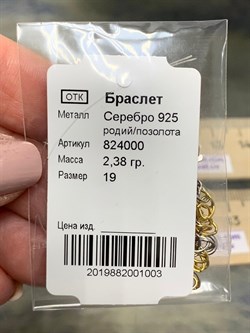 ОТК Браслет
Металл Серебро 925
родий/позолота
Артикул 824000
Масса 2,38 гр.
Размер 19
Цена изд.
2019882001003